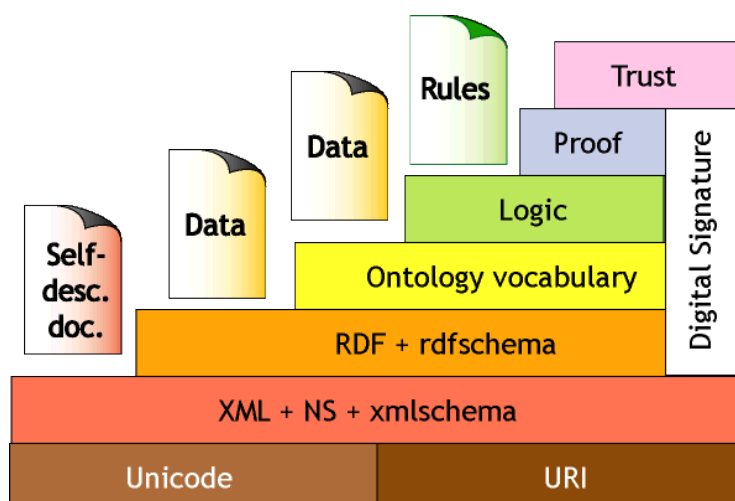 Trust
Rules
Proof
Data
Logic
Data
Digital Signature
Self-
desc.
doc.
Ontology vocabulary
RDF + rdfschema
XML + NS + xmlschema
Unicode
URI